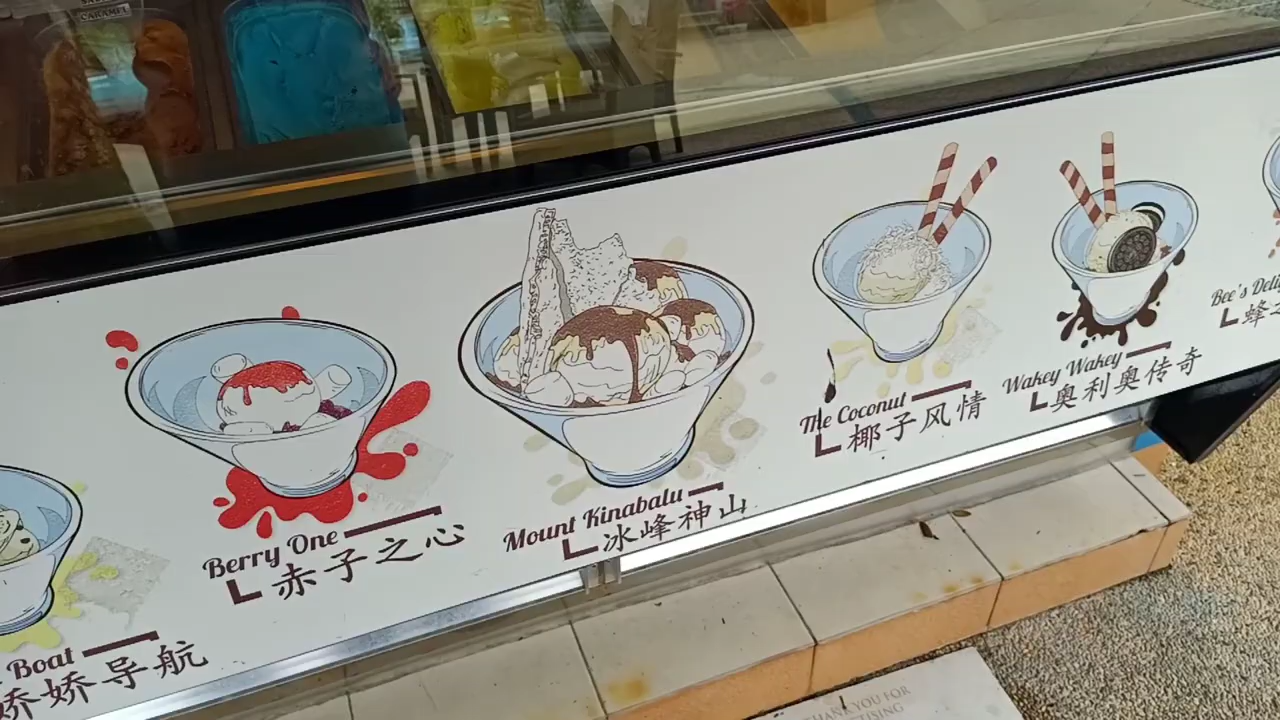 CARAMEL
Boat
娇娇导航
Berry One
赤子之心
Mount Kinabalu
冰峰神山
The Coconut
椰子风情
Wakey Wakey
奥利奥传奇
Bee's
蜂
THANK YOU FOR